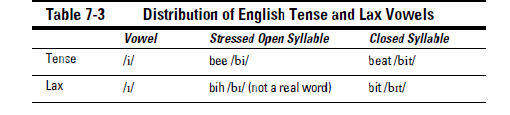 Table 7-3 Distribution of English Tense and Lax Vowels
Vowel Stressed Open Syllable Closed Syllable
Tense /i/ bee /bi/ beat /bit/
Lax /ɪ/ bih /bɪ/ (not a real word) bit /bɪt/